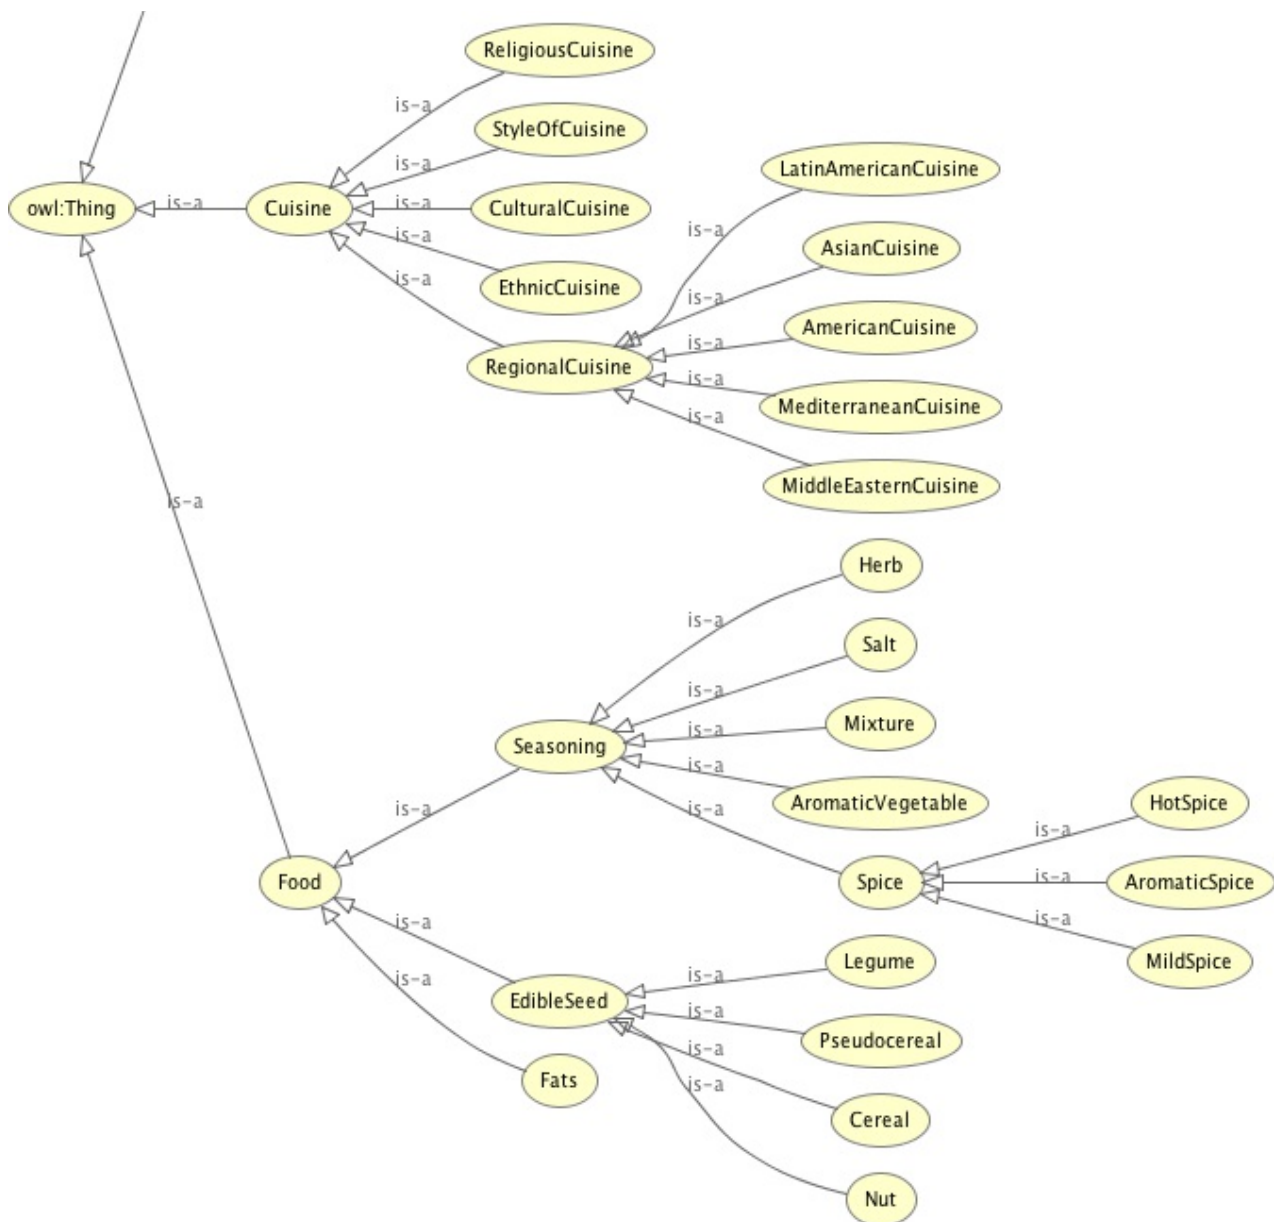 ReligiousCuisine
is-a
StyleOfCuisine
is-a
LatinAmericanCuisine
owl:Thing
is-a
Cuisine
is-a
CulturalCuisine
is-a
is-a
AsianCuisine
is-a
EthnicCuisine
is-a
AmericanCuisine
is-a
RegionalCuisine
is-a
MediterraneanCuisine
is-a
MiddleEasternCuisine
is-a
Herb
is-a
Salt
is-a
Mixture
is-a
Seasoning
is-a
AromaticVegetable
HotSpice
is-a
is-a
is-a
Food
Spice
is-a
AromaticSpice
is-a
is-a
MildSpice
Legume
is-a
is-a
EdibleSeed
is-a
Pseudocereal
is-a
Fats
is-a
Cereal
Nut